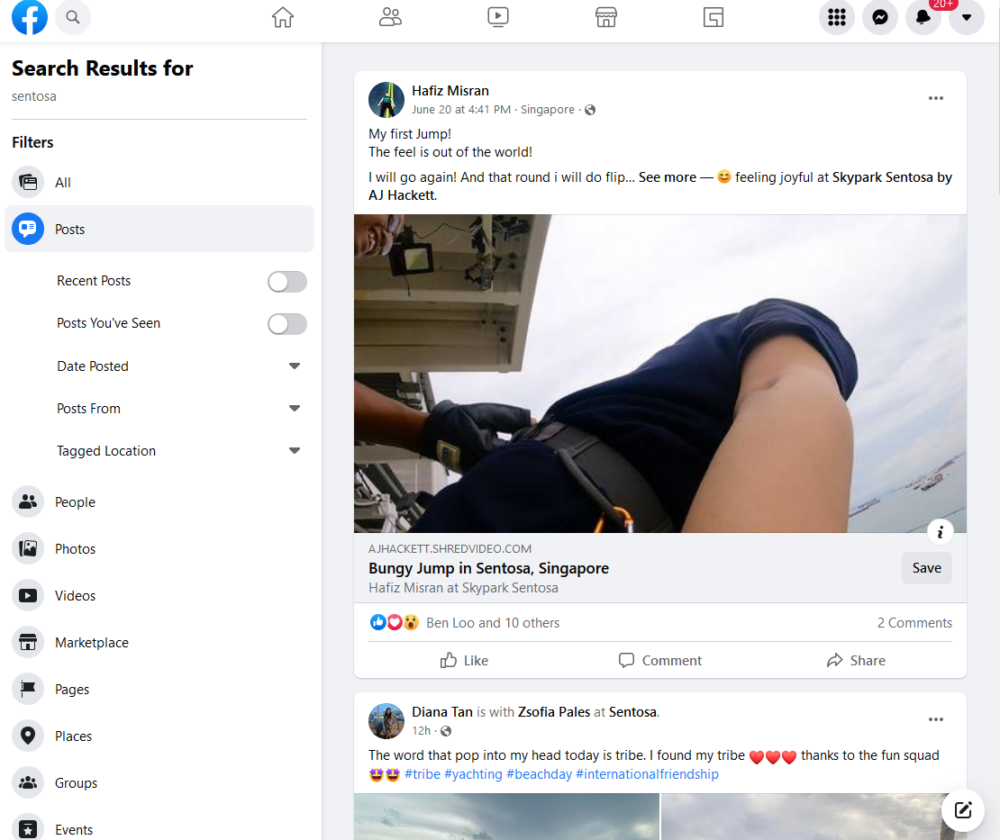 20+
Search Results for
sentosa
Filters
All
Posts
Recent Posts
Posts You've Seen
Date Posted
Posts From
Tagged Location
People
Photos
Videos
Marketplace
Pages
Places
Groups
Events
Hafiz Misran
June 20 at 4:41 PM · Singapore ·
My first Jump!
The feel is out of the world!
I will go again! And that round i will do flip... See more — 😊 feeling joyful at Skypark Sentosa by
AJ Hackett.
AJHACKETT.SHREDVIDEO.COM
Bungy Jump in Sentosa, Singapore
Hafiz Misran at Skypark Sentosa
Save
Ben Loo and 10 others
2 Comments
Like
Comment
Share
Diana Tan is with Zsofia Pales at Sentosa.
12h ·
The word that pop into my head today is tribe. I found my tribe ❤️❤️❤️ thanks to the fun squad
🤩🤩 #tribe #yachting #beachday #internationalfriendship